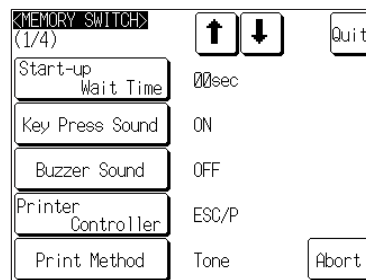 <MEMORY SWITCH>
(1/4)
Quit
Start-up
Wait Time
00sec
Key Press Sound
ON
Buzzer Sound
OFF
Printer
Controller
ESC/P
Print Method
Tone
Abort